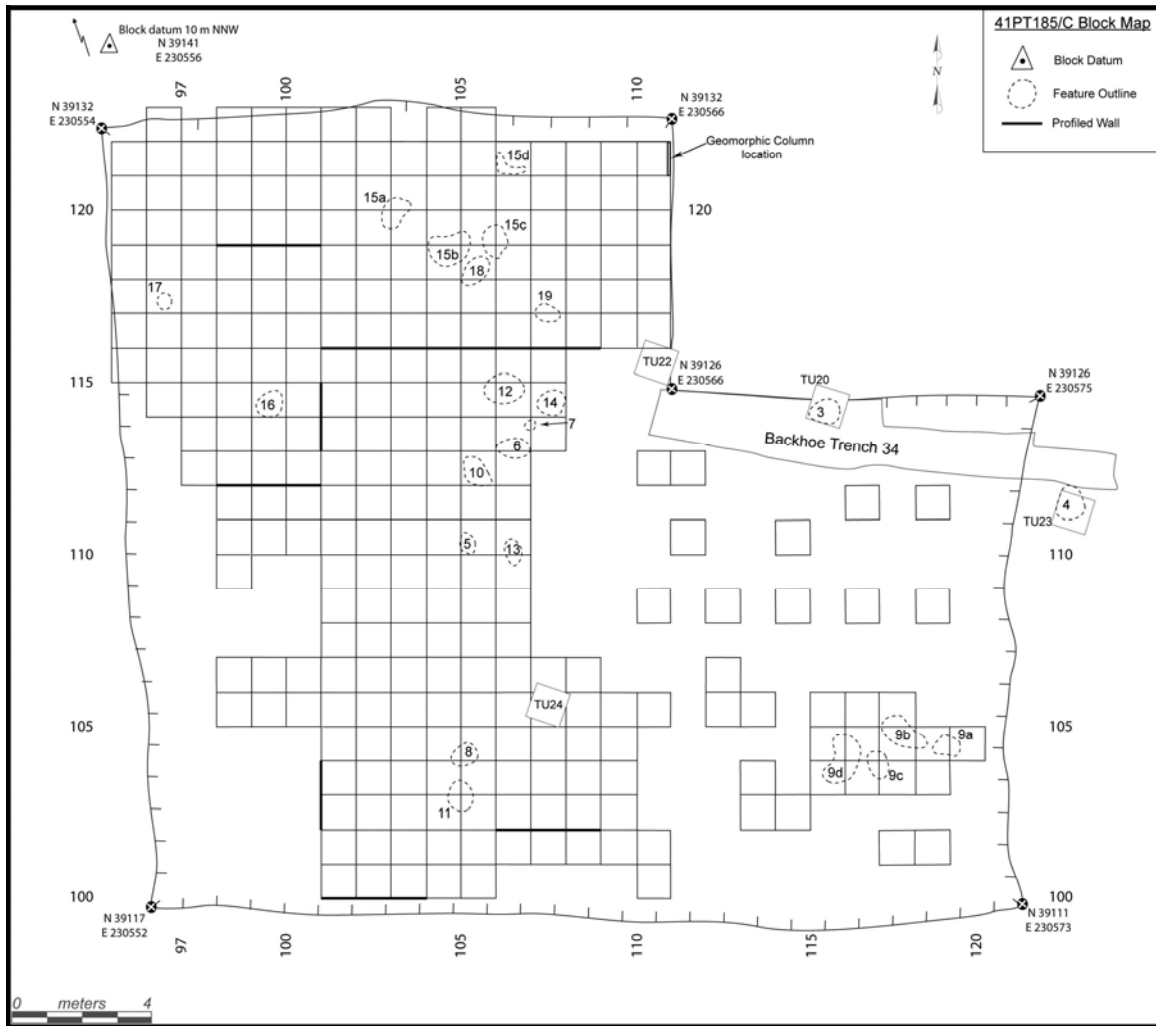 Block datum 10 m NNW
N 39141
E 230556
41PT185/C Block Map
Block Datum
Feature Outline
Profiled Wall
N
97
100
105
110
N 39132
E 230554
N 39132
E 230566
Geomorphic Column
location
15d
15a
120
120
15c
15b
18
17
19
TU22
N 39126
E 230566
TU20
N 39126
E 230575
115
12
16
14
3
7
Backhoe Trench 34
6
10
4
TU23
5
13
110
110
TU24
105
105
8
9b
9a
9d
9c
11
100
100
N 39117
E 230552
N 39111
E 230573
97
100
105
115
120
0 meters 4